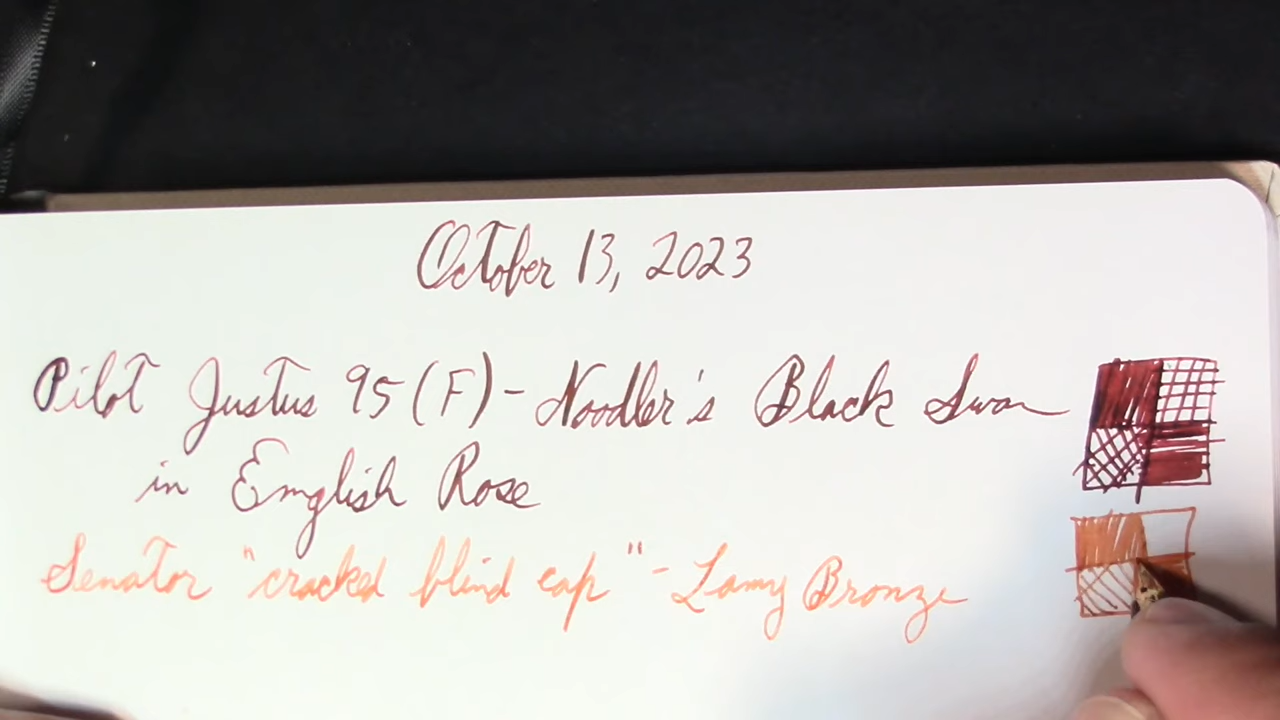 October 13, 2023
Pilot Justus 95 (F) - Noodler's Black Swan
in English Rose
Senator "cracked blind cap" - Lamy Bronze